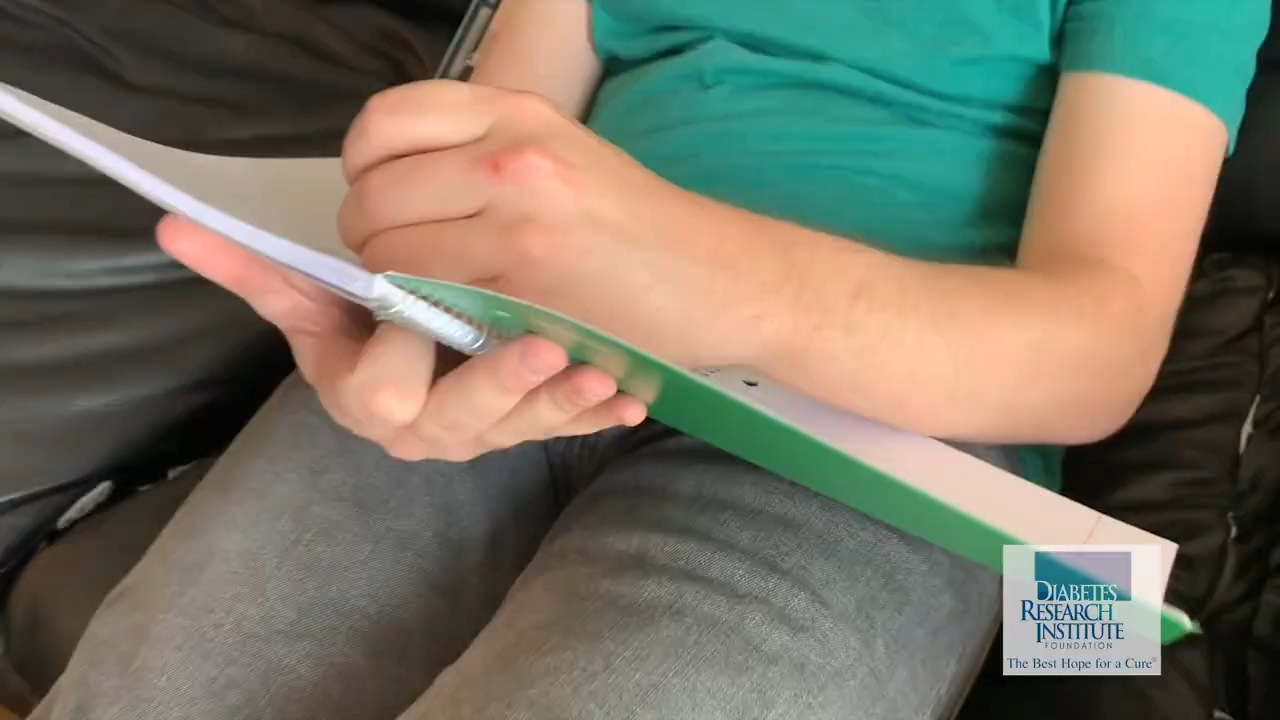 DIABETES
RESEARCH
INSTITUTE
FOUNDATION
The Best Hope for a Cure®